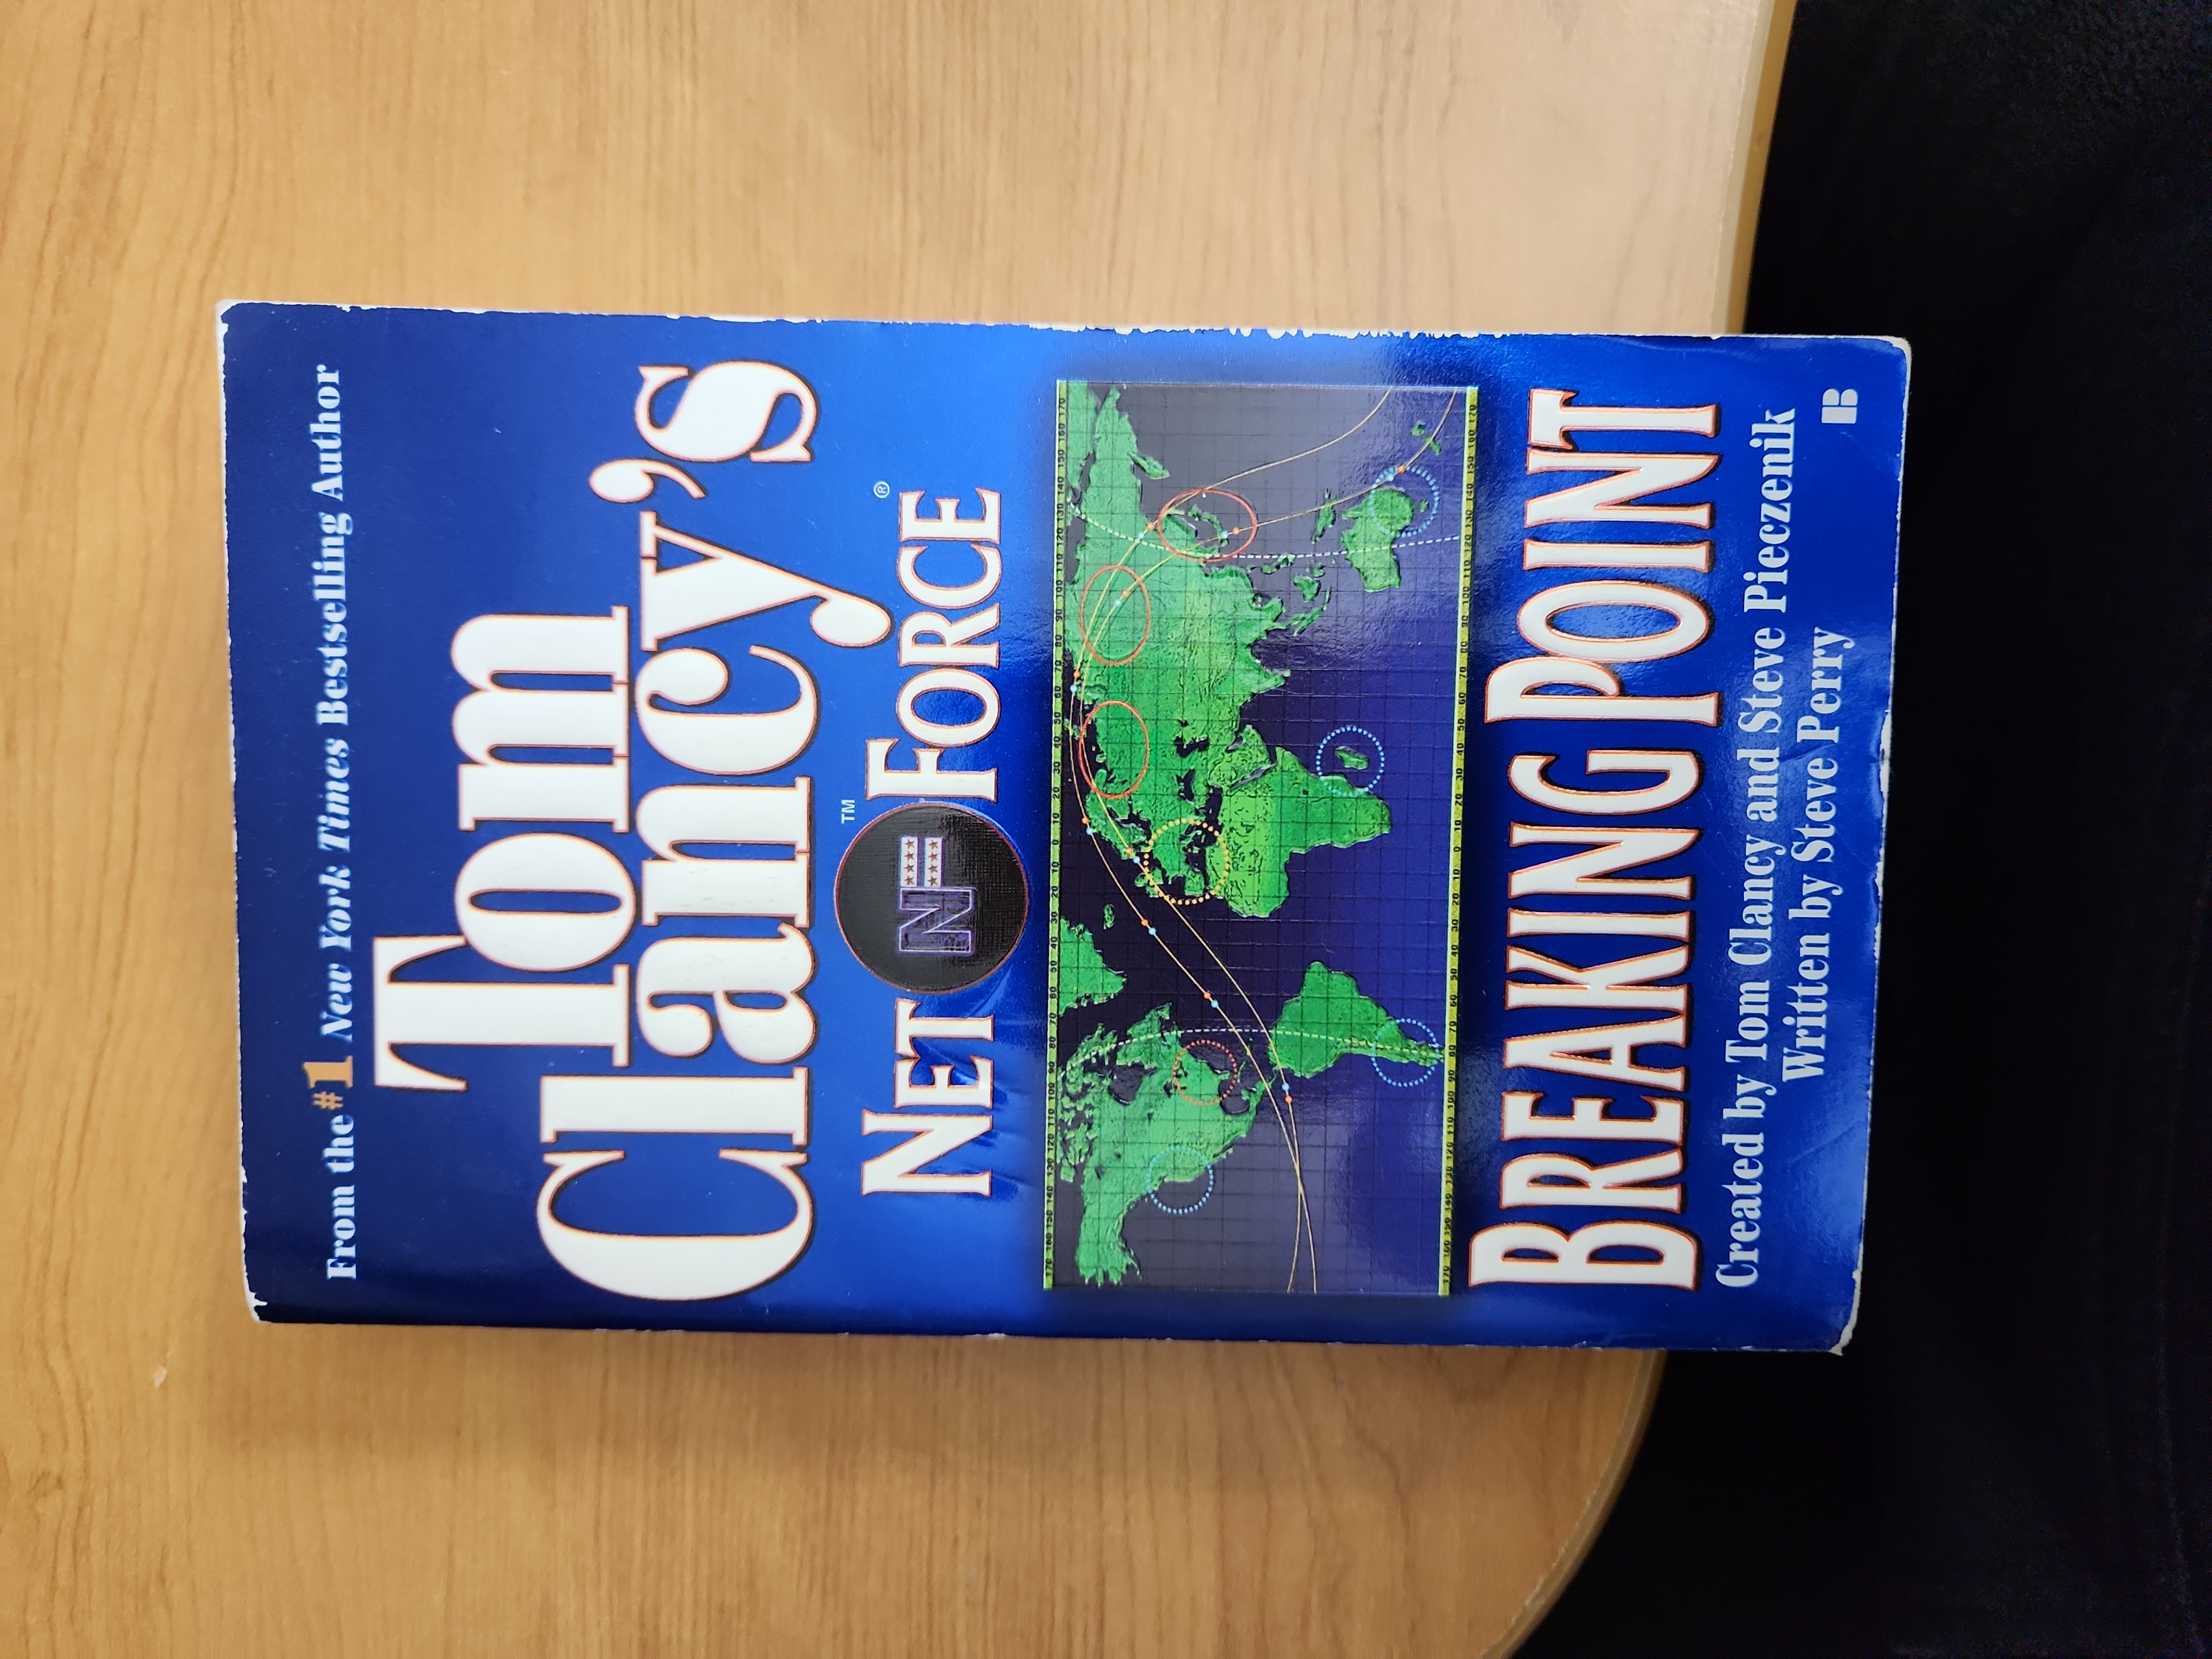 From the #1 New York Times Bestselling Author
Tom
Clancy's
NET NF™ FORCE®
BREAKING POINT
Created by Tom Clancy and Steve Pieczenik
Written by Steve Perry
B